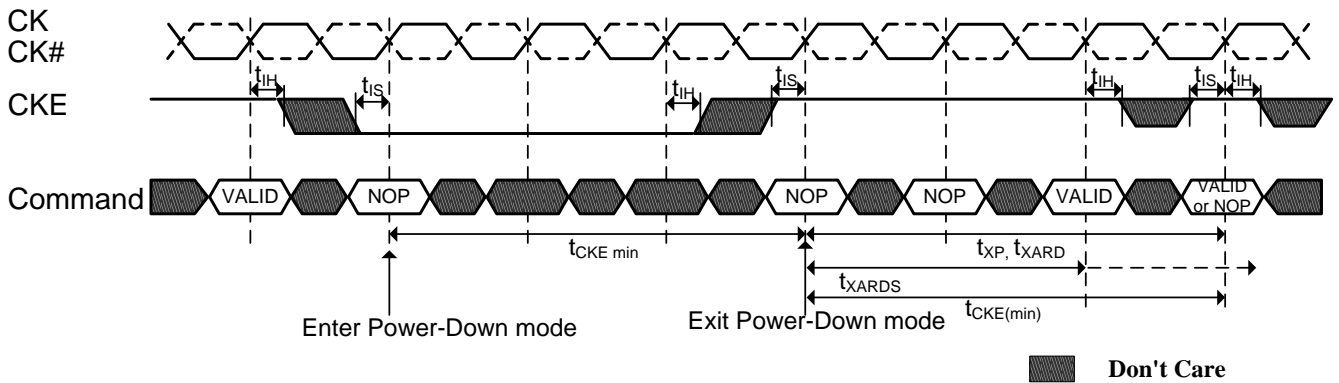 CK
CK#
tIH
tIS
tIH
tIS
tIH
tIS
tIH
CKE
Command
VALID
NOP
NOP
NOP
VALID
VALID
or NOP
tCKE min
tXP, tXARD
tXARDS
tCKE(min)
Enter Power-Down mode
Exit Power-Down mode
Don't Care